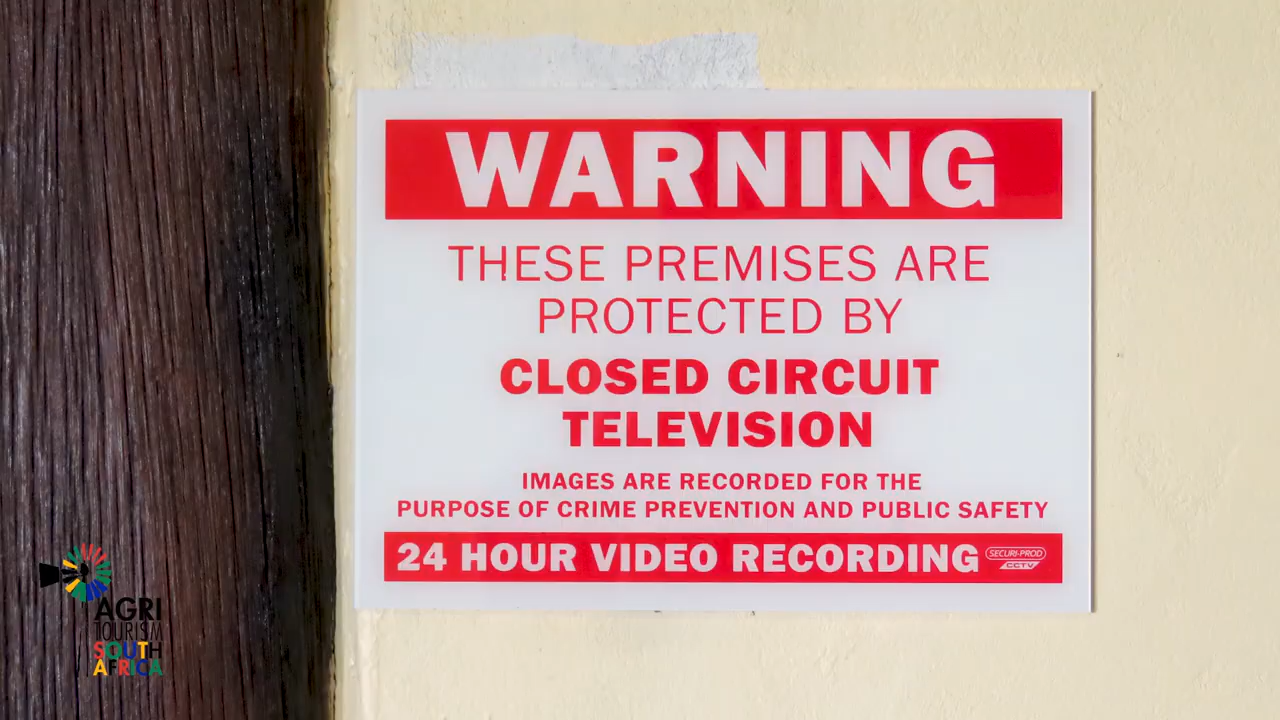 WARNING
THESE PREMISES ARE
PROTECTED BY
CLOSED CIRCUIT
TELEVISION
IMAGES ARE RECORDED FOR THE
PURPOSE OF CRIME PREVENTION AND PUBLIC SAFETY
24 HOUR VIDEO RECORDING
SECURI-PROD
CCTV
AGRI
TOURISM
SOUTH
AFRICA